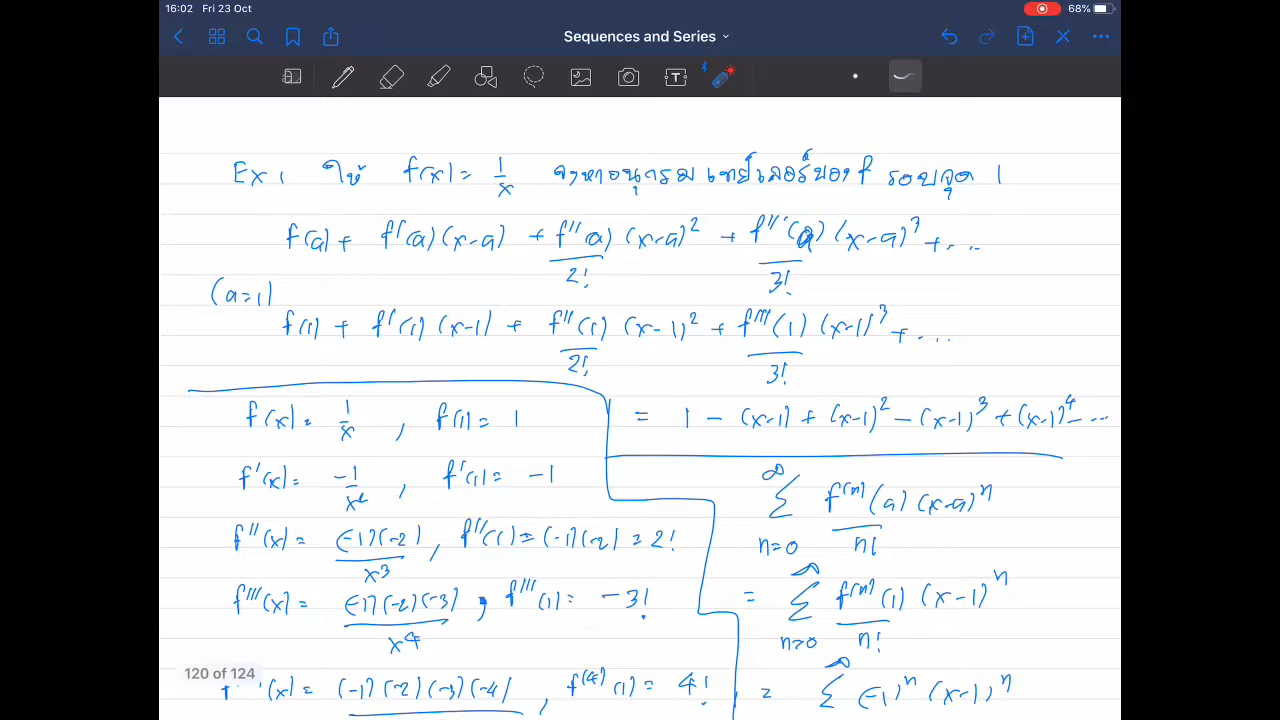 16:02 Fri 23 Oct 68%
Sequences and Series
Ex 1 ให้ f(x) = 1/x จงหาอนุกรม เทย์เลอร์ของ f รอบจุด 1
f(a) + f'(a)(x-a) + f''(a)/2! (x-a)^2 + f'''(a)/3! (x-a)^3 + ...
(a=1)
f(1) + f'(1)(x-1) + f''(1)/2! (x-1)^2 + f'''(1)/3! (x-1)^3 + ...
f(x) = 1/x , f(1) = 1
f'(x) = -1/x^2 , f'(1) = -1
f''(x) = (-1)(-2)/x^3 , f''(1) = (-1)(-2) = 2!
f'''(x) = (-1)(-2)(-3)/x^4 , f'''(1) = -3!
(x) = (-1)(-2)(-3)(-4) , f^(4)(1) = 4!
= 1 - (x-1) + (x-1)^2 - (x-1)^3 + (x-1)^4 - ...
∞ Σ n=0 f^(n)(a)/n! (x-a)^n
= ∞ Σ n=0 f^(n)(1)/n! (x-1)^n
= ∞ Σ (-1)^n (x-1)^n
120 of 124